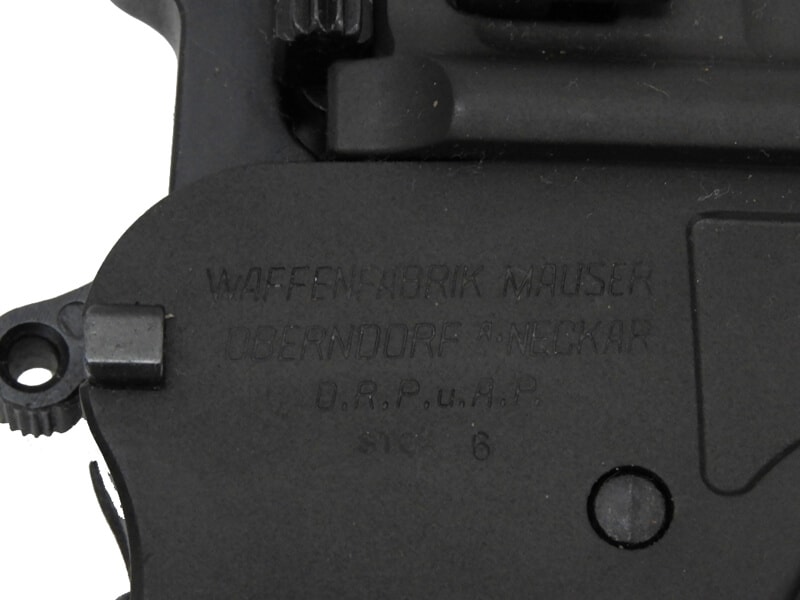 WAFFENFABRIK MAUSER
OBERNDORF A·NECKAR
D.R.P.u.A.P.
6